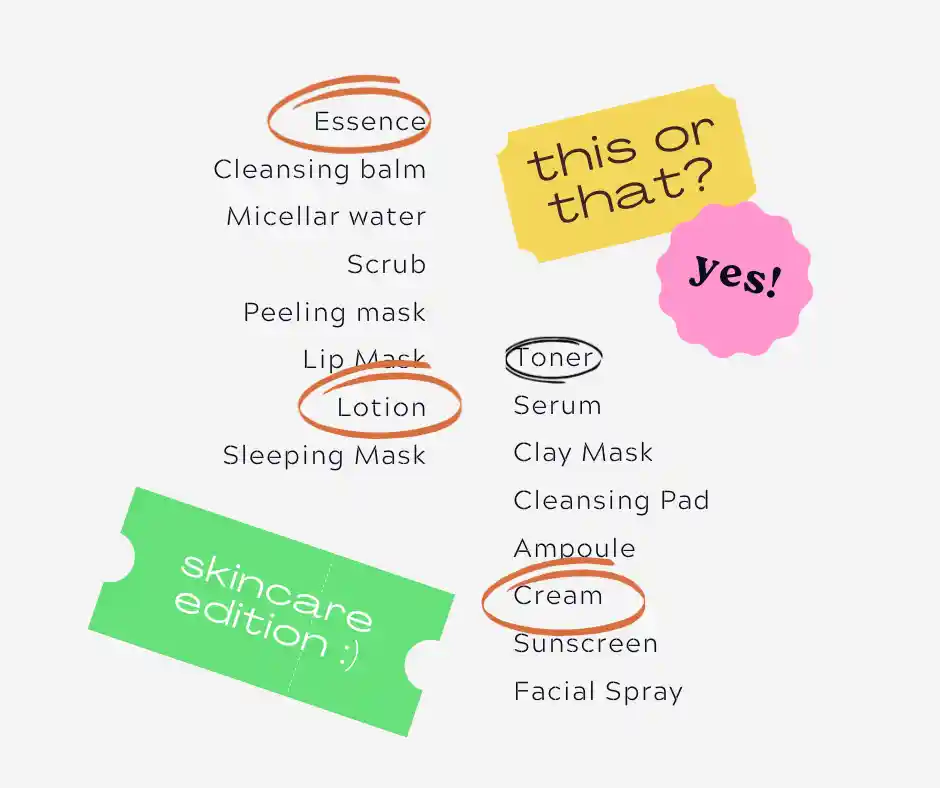 Essence
Cleansing balm
Micellar water
Scrub
Peeling mask
Lip Mask
Lotion
Sleeping Mask
this or
that?
yes!
Toner
Serum
Clay Mask
Cleansing Pad
Ampoule
Cream
Sunscreen
Facial Spray
skincare
edition :)